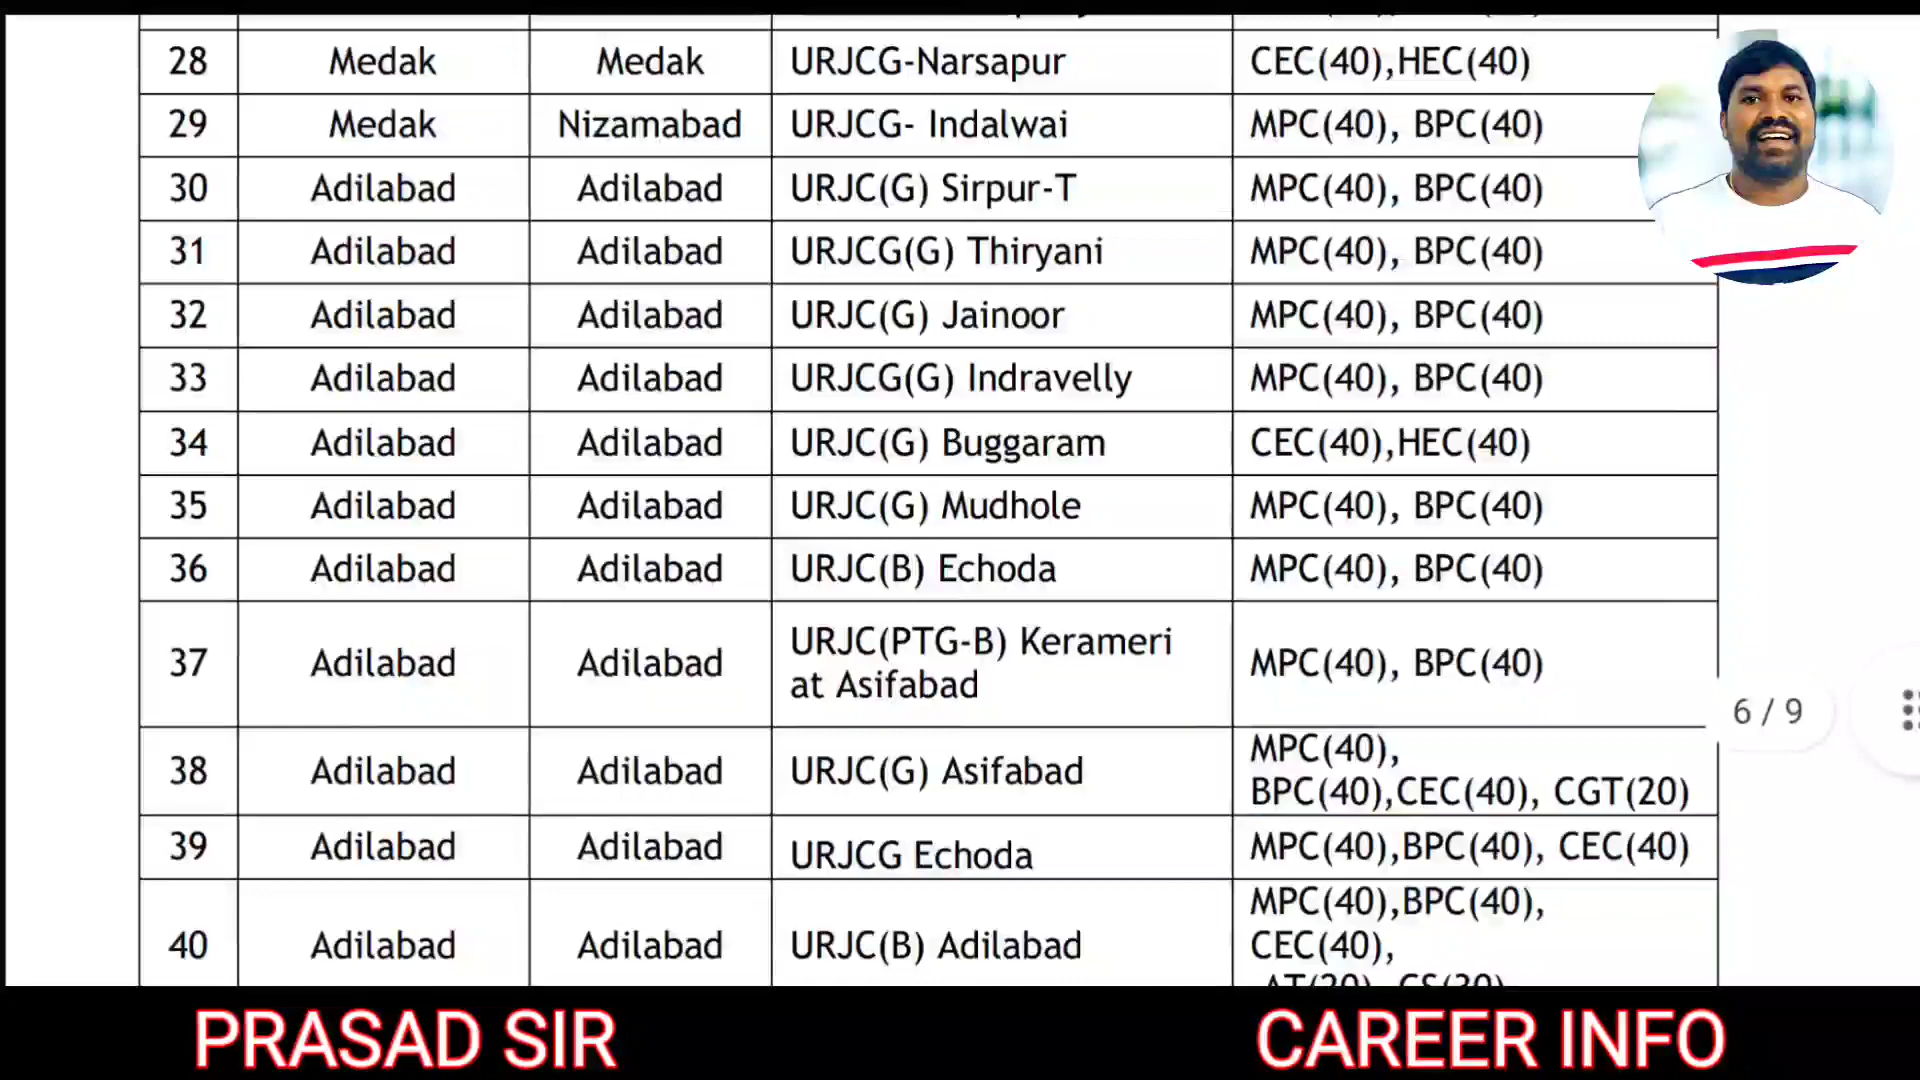 28 Medak Medak URJCG-Narsapur CEC(40),HEC(40)
29 Medak Nizamabad URJCG- Indalwai MPC(40), BPC(40)
30 Adilabad Adilabad URJC(G) Sirpur-T MPC(40), BPC(40)
31 Adilabad Adilabad URJCG(G) Thiryani MPC(40), BPC(40)
32 Adilabad Adilabad URJC(G) Jainoor MPC(40), BPC(40)
33 Adilabad Adilabad URJCG(G) Indravelly MPC(40), BPC(40)
34 Adilabad Adilabad URJC(G) Buggaram CEC(40),HEC(40)
35 Adilabad Adilabad URJC(G) Mudhole MPC(40), BPC(40)
36 Adilabad Adilabad URJC(B) Echoda MPC(40), BPC(40)
37 Adilabad Adilabad URJC(PTG-B) Kerameri
at Asifabad MPC(40), BPC(40)
6 / 9
38 Adilabad Adilabad URJC(G) Asifabad MPC(40),
BPC(40),CEC(40), CGT(20)
39 Adilabad Adilabad URJCG Echoda MPC(40),BPC(40), CEC(40)
40 Adilabad Adilabad URJC(B) Adilabad MPC(40),BPC(40),
CEC(40),
PRASAD SIR CAREER INFO